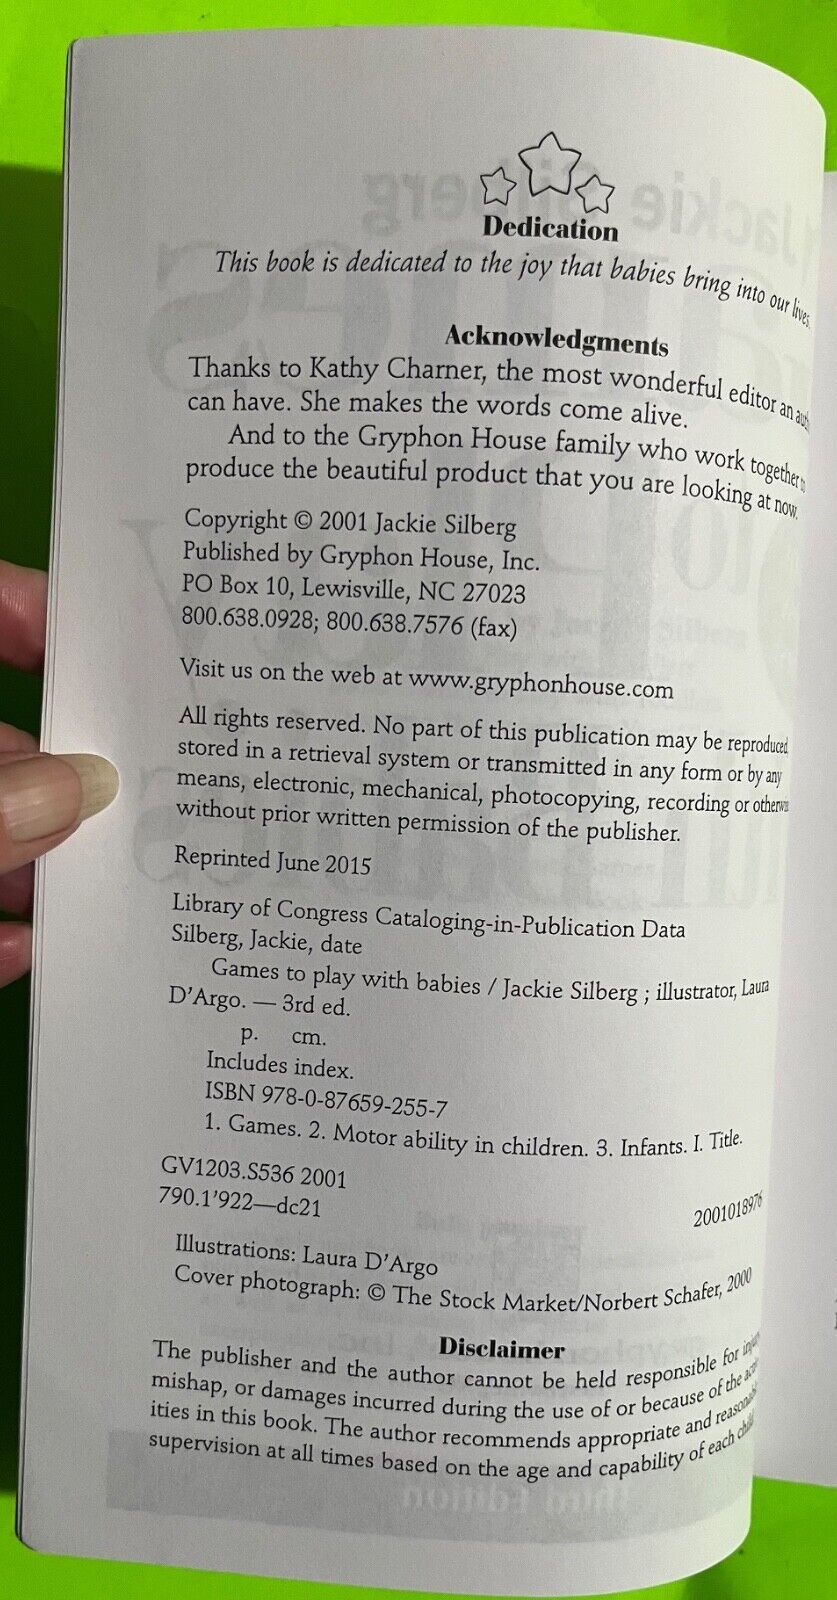 Dedication
This book is dedicated to the joy that babies bring into our lives.
Acknowledgments
Thanks to Kathy Charner, the most wonderful editor an
can have. She makes the words come alive.
And to the Gryphon House family who work together to
produce the beautiful product that you are looking at now.
Copyright © 2001 Jackie Silberg
Published by Gryphon House, Inc.
PO Box 10, Lewisville, NC 27023
800.638.0928; 800.638.7576 (fax)
Visit us on the web at www.gryphonhouse.com
All rights reserved. No part of this publication may be reproduced
stored in a retrieval system or transmitted in any form or by any
means, electronic, mechanical, photocopying, recording or
without prior written permission of the publisher.
Reprinted June 2015
Library of Congress Cataloging-in-Publication Data
Silberg, Jackie, date
Games to play with babies / Jackie Silberg ; illustrator, Laura
D'Argo. — 3rd ed.
p. cm.
Includes index.
ISBN 978-0-87659-255-7
1. Games. 2. Motor ability in children. 3. Infants. I. Title.
GV1203.S536 2001
790.1'922—dc21
2001018976
Illustrations: Laura D'Argo
Cover photograph: © The Stock Market/Norbert Schafer, 2000
Disclaimer
The publisher and the author cannot be held responsible for
mishap, or damages incurred during the use of or because of the
ities in this book. The author recommends appropriate and
supervision at all times based on the age and capability of each